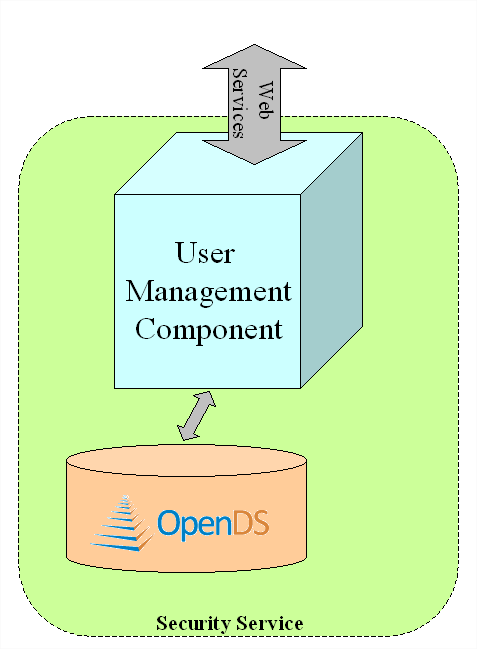 Web
Services
User
Management
Component
OpenDS
Security Service